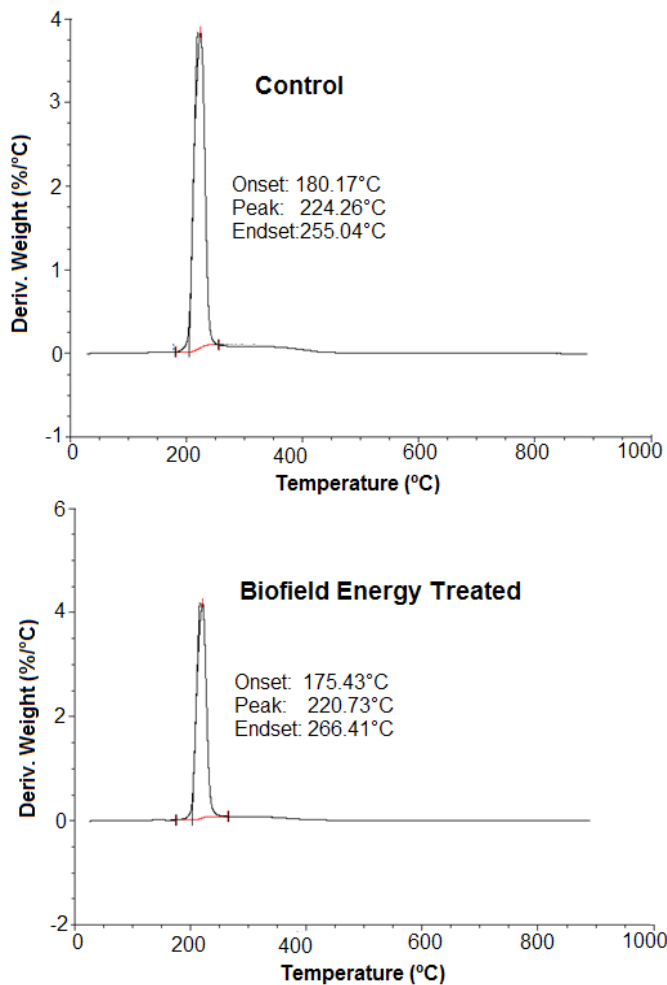 4
3
2
1
0
-1
Deriv. Weight (%/°C)
Control
Onset: 180.17°C
Peak: 224.26°C
Endset:255.04°C
0
200
400
600
800
1000
Temperature (ºC)
6
4
2
0
-2
Deriv. Weight (%/°C)
Biofield Energy Treated
Onset: 175.43°C
Peak: 220.73°C
Endset: 266.41°C
0
200
400
600
800
1000
Temperature (ºC)